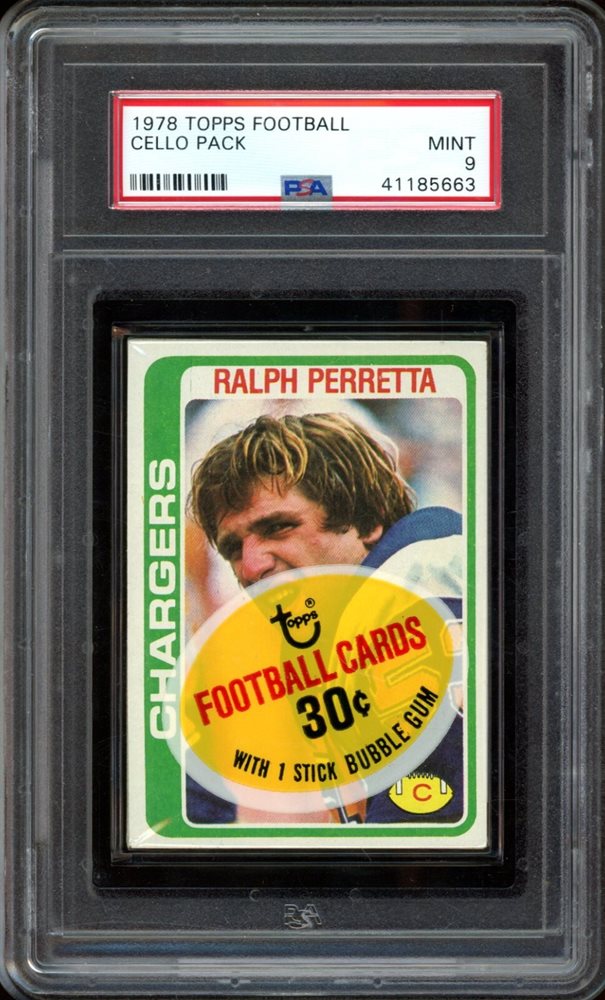 1978 TOPPS FOOTBALL
CELLO PACK MINT
9
PSA 41185663
RALPH PERRETTA
CHARGERS
topps®
FOOTBALL CARDS
30¢
WITH 1 STICK BUBBLE GUM
C
PSA